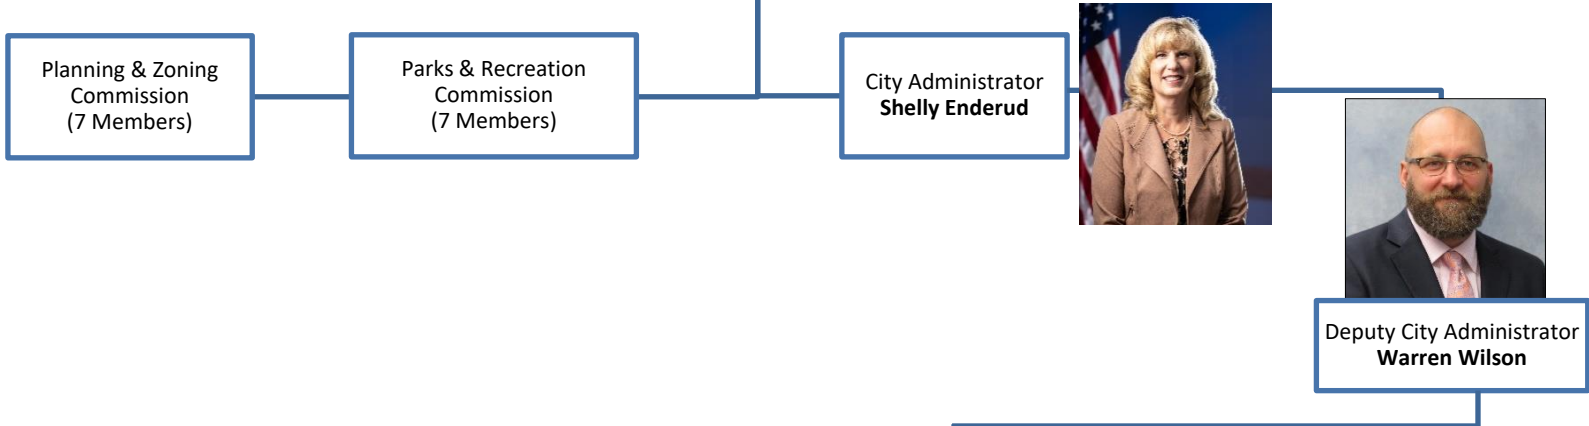 Planning & Zoning
Commission
(7 Members)
Parks & Recreation
Commission
(7 Members)
City Administrator
Shelly Enderud
Deputy City Administrator
Warren Wilson